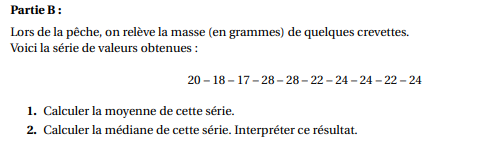 Partie B :
Lors de la pêche, on relève la masse (en grammes) de quelques crevettes.
Voici la série de valeurs obtenues :
20 – 18 – 17 – 28 – 28 – 22 – 24 – 24 – 22 – 24
1. Calculer la moyenne de cette série.
2. Calculer la médiane de cette série. Interpréter ce résultat.